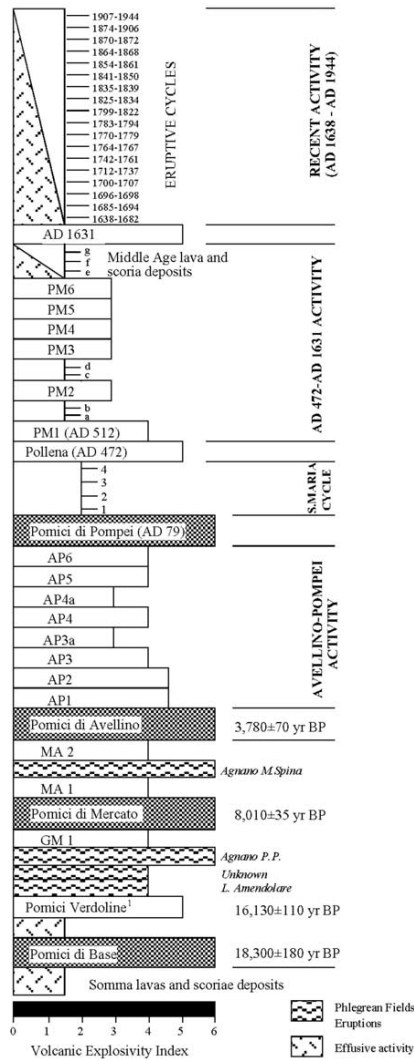 1907-1944
1874-1906
1870-1872
1864-1868
1854-1861
1841-1850
1835-1839
1825-1834
1799-1822
1783-1794
1770-1779
1764-1767
1742-1761
1712-1737
1700-1707
1696-1698
1685-1694
1638-1682
ERUPTIVE CYCLES
RECENT ACTIVITY
(AD 1638 - AD 1944)
AD 1631
g
f
e
Middle Age lava and
scoria deposits
PM6
PM5
PM4
PM3
d
c
PM2
b
a
PM1 (AD 512)
AD 472-AD 1631 ACTIVITY
Pollena (AD 472)
4
3
2
1
S.MARIA
CYCLE
Pomici di Pompei (AD 79)
AP6
AP5
AP4a
AP4
AP3a
AP3
AP2
AP1
AVELLINO-POMPEI
ACTIVITY
Pomici di Avellino 3,780±70 yr BP
MA 2
Agnano M.Spina
MA 1
Pomici di Mercato 8,010±35 yr BP
GM 1
Agnano P.P.
Unknown
L. Amendolare
Pomici Verdoline¹ 16,130±110 yr BP
Pomici di Base 18,300±180 yr BP
Somma lavas and scoriae deposits
0 1 2 3 4 5 6
Volcanic Explosivity Index
Phlegrean Fields
Eruptions
Effusive activity